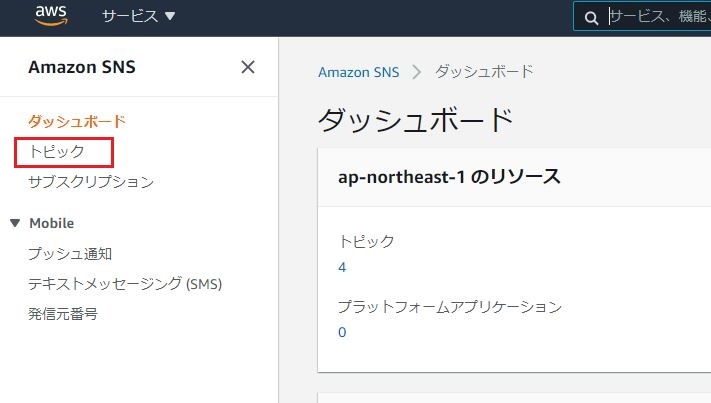 aws サービス ▼ サービス、機能、
Amazon SNS ×
ダッシュボード
トピック
サブスクリプション
▼ Mobile
プッシュ通知
テキストメッセージング (SMS)
発信元番号
Amazon SNS > ダッシュボード
ダッシュボード
ap-northeast-1 のリソース
トピック
4
プラットフォームアプリケーション
0